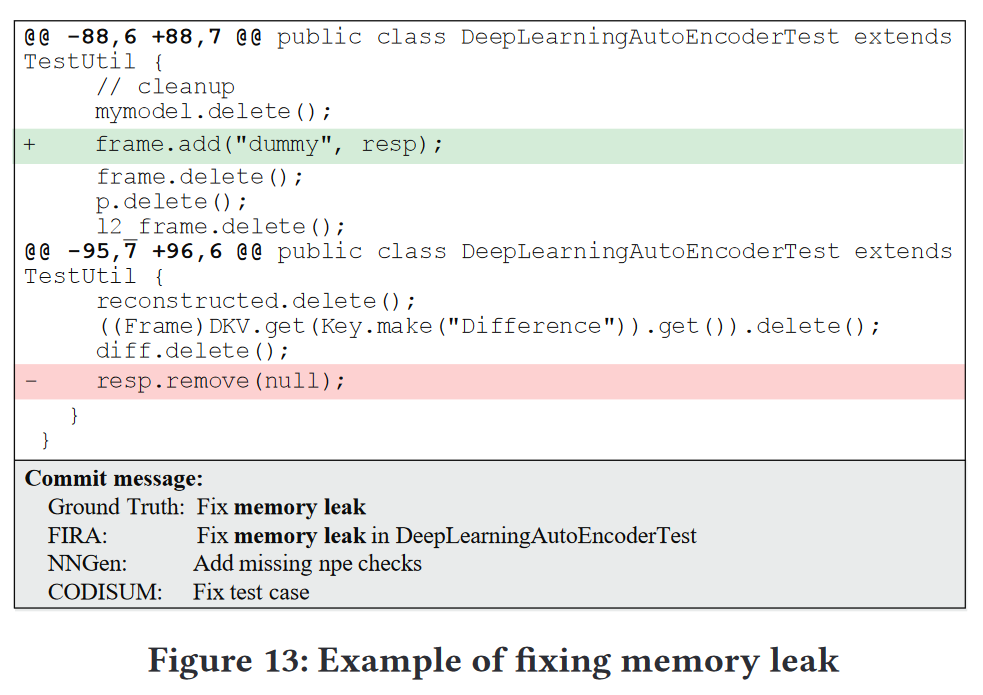 @@ -88,6 +88,7 @@ public class DeepLearningAutoEncoderTest extends
TestUtil {
// cleanup
mymodel.delete();
+ frame.add("dummy", resp);
frame.delete();
p.delete();
l2_frame.delete();
@@ -95,7 +96,6 @@ public class DeepLearningAutoEncoderTest extends
TestUtil {
reconstructed.delete();
((Frame)DKV.get(Key.make("Difference")).get()).delete();
diff.delete();
- resp.remove(null);
}
}
Commit message:
Ground Truth: Fix memory leak
FIRA: Fix memory leak in DeepLearningAutoEncoderTest
NNGen: Add missing npe checks
CODISUM: Fix test case
Figure 13: Example of fixing memory leak